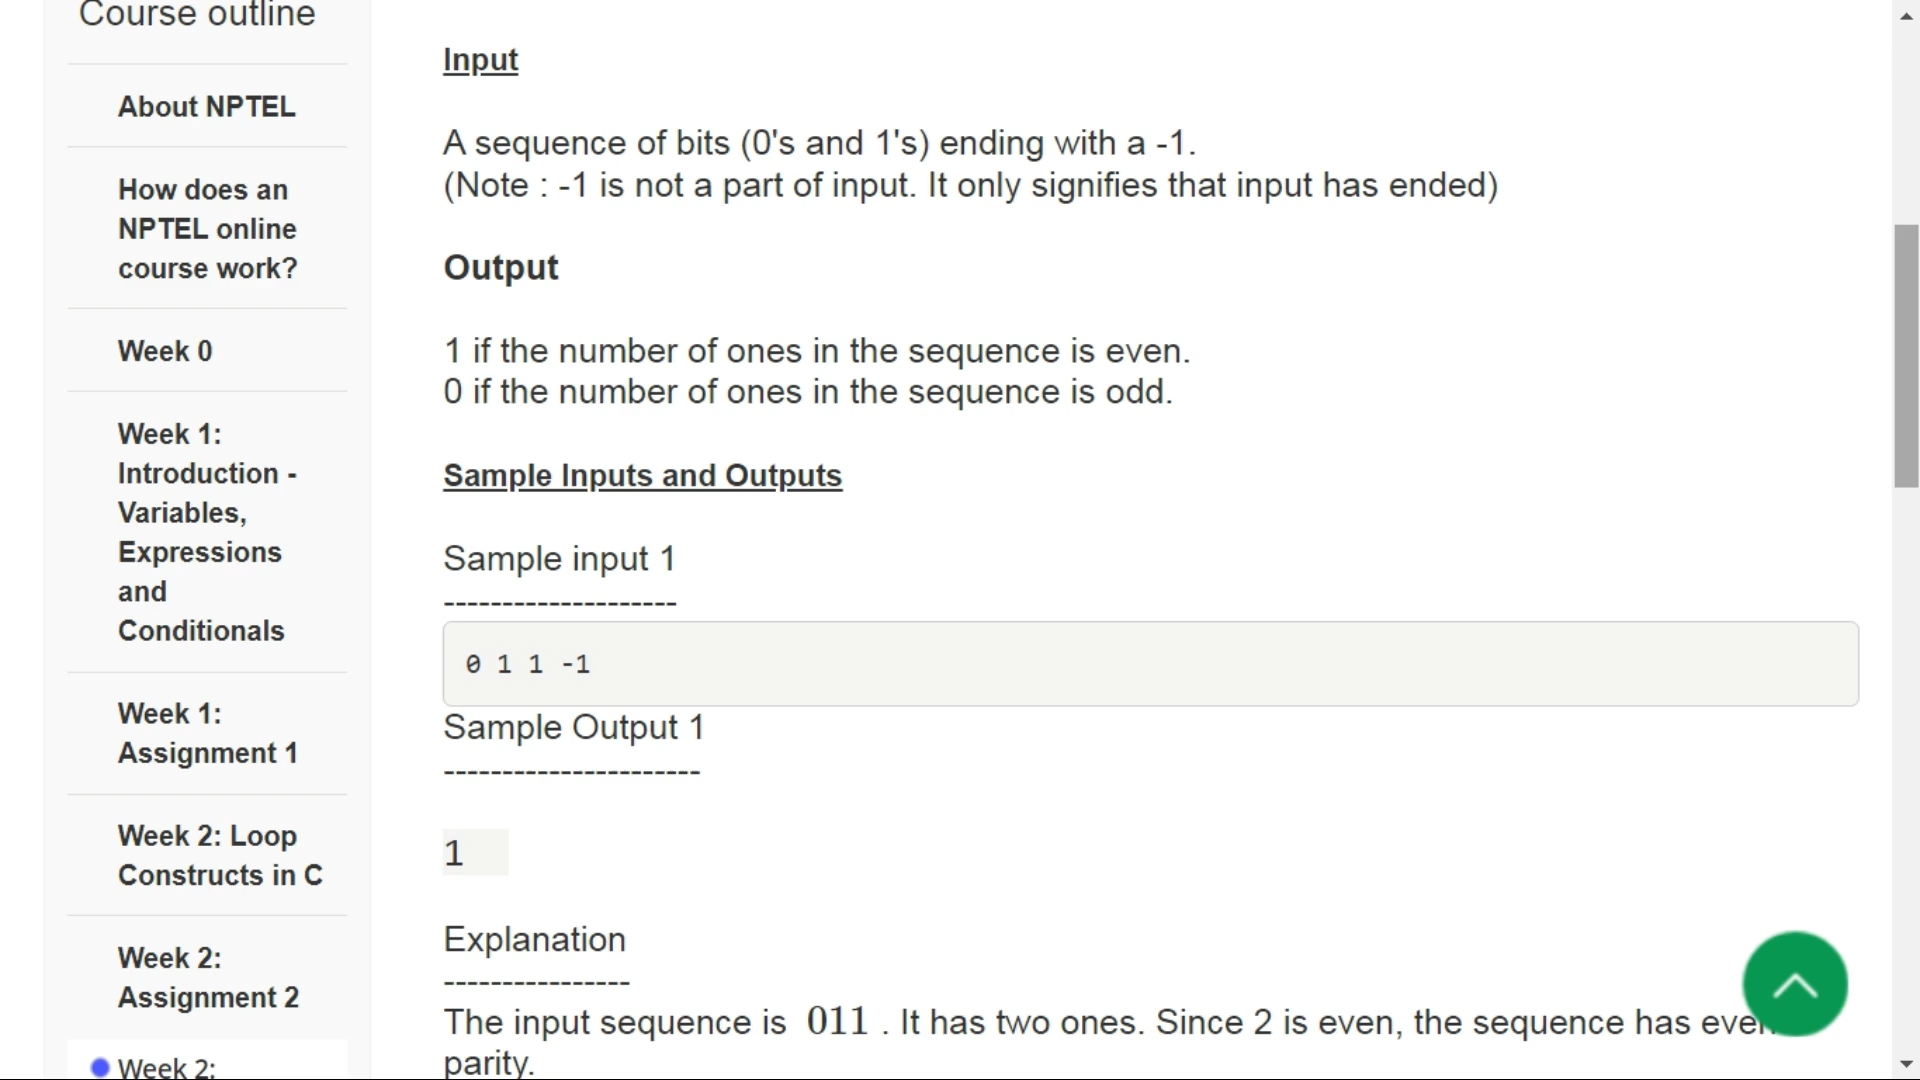 Course outline
About NPTEL
How does an
NPTEL online
course work?
Week 0
Week 1:
Introduction -
Variables,
Expressions
and
Conditionals
Week 1:
Assignment 1
Week 2: Loop
Constructs in C
Week 2:
Assignment 2
Week 2:
Input
A sequence of bits (0's and 1's) ending with a -1.
(Note : -1 is not a part of input. It only signifies that input has ended)
Output
1 if the number of ones in the sequence is even.
0 if the number of ones in the sequence is odd.
Sample Inputs and Outputs
Sample input 1
--------------------
0 1 1 -1
Sample Output 1
----------------------
1
Explanation
----------------
The input sequence is 011 . It has two ones. Since 2 is even, the sequence has even
parity.